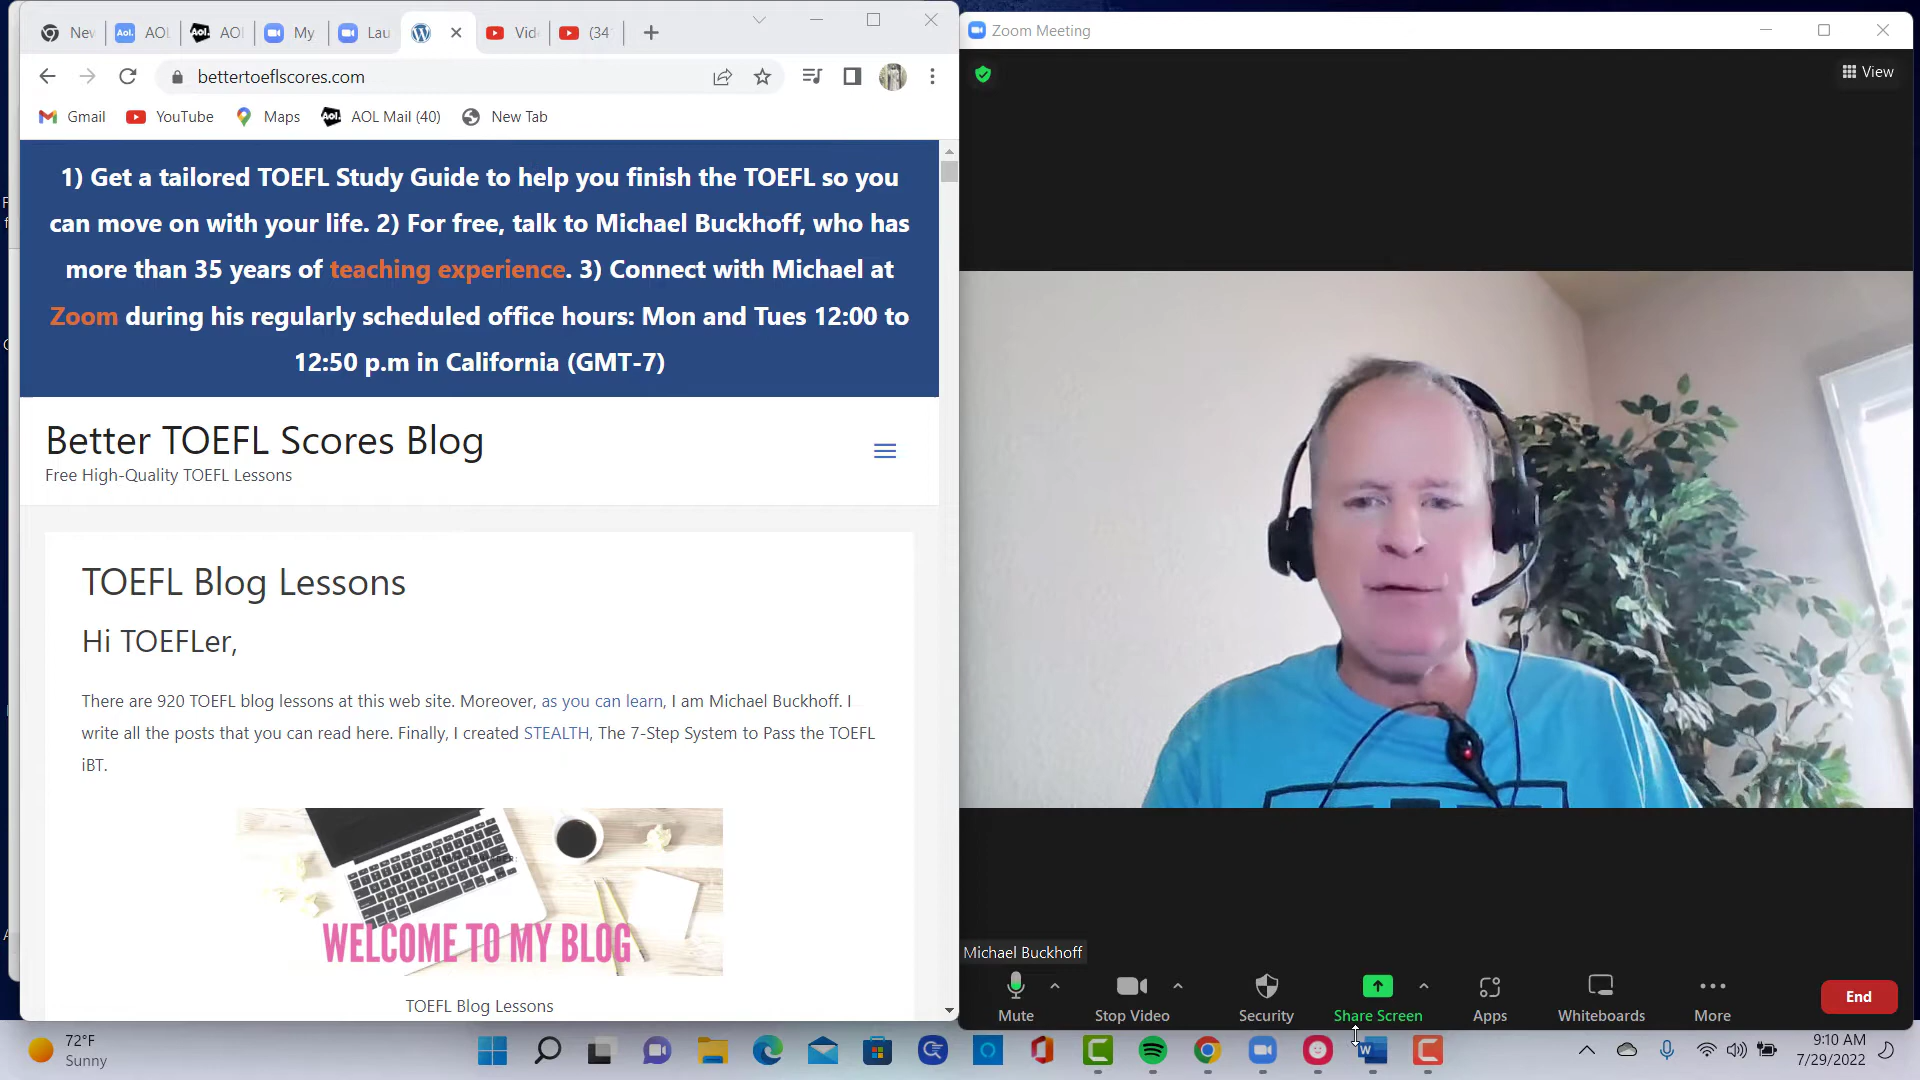 New
AOL
AOL
My
Lau
Vid
(34
bettertoeflscores.com
Gmail YouTube Maps Aol. AOL Mail (40) New Tab
1) Get a tailored TOEFL Study Guide to help you finish the TOEFL so you
can move on with your life. 2) For free, talk to Michael Buckhoff, who has
more than 35 years of teaching experience. 3) Connect with Michael at
Zoom during his regularly scheduled office hours: Mon and Tues 12:00 to
12:50 p.m in California (GMT-7)
Better TOEFL Scores Blog
Free High-Quality TOEFL Lessons
TOEFL Blog Lessons
Hi TOEFLer,
There are 920 TOEFL blog lessons at this web site. Moreover, as you can learn, I am Michael Buckhoff. I
write all the posts that you can read here. Finally, I created STEALTH, The 7-Step System to Pass the TOEFL
iBT.
WELCOME TO MY BLOG
TOEFL Blog Lessons
Zoom Meeting
View
Michael Buckhoff
Mute Stop Video Security Share Screen Apps Whiteboards More End
72°F
Sunny
9:10 AM
7/29/2022